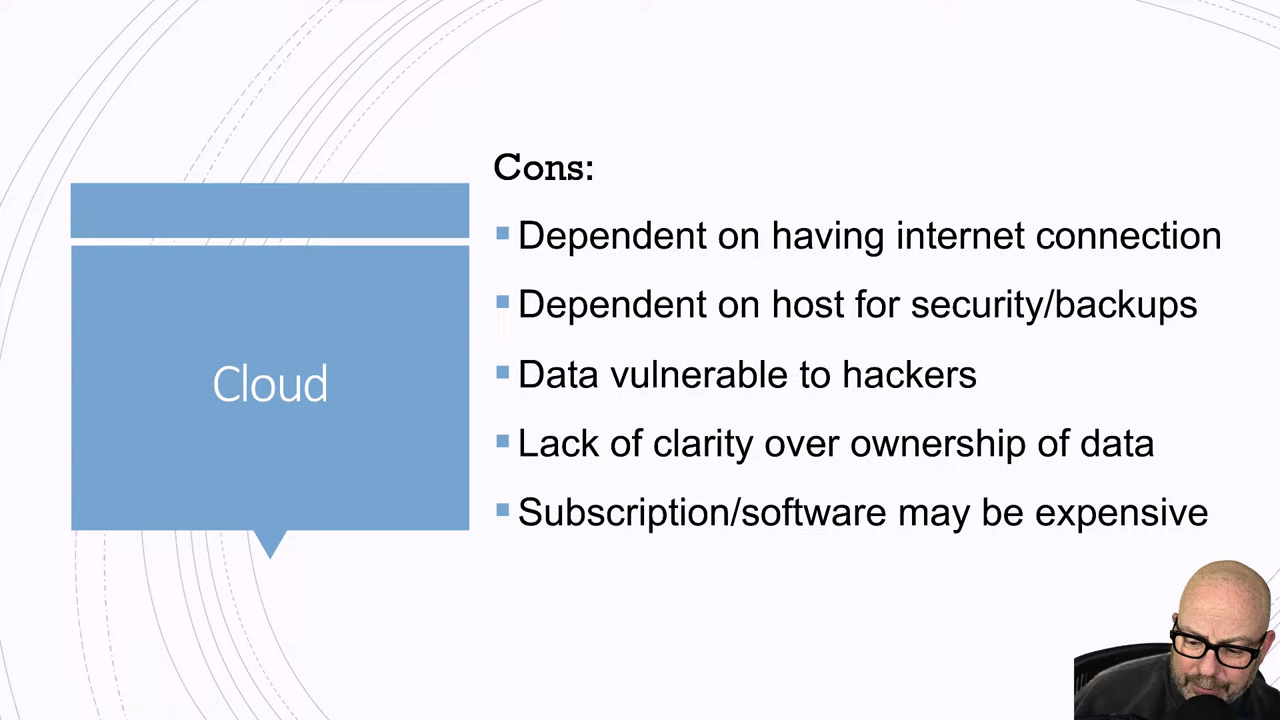 Cloud
Cons:
Dependent on having internet connection
Dependent on host for security/backups
Data vulnerable to hackers
Lack of clarity over ownership of data
Subscription/software may be expensive